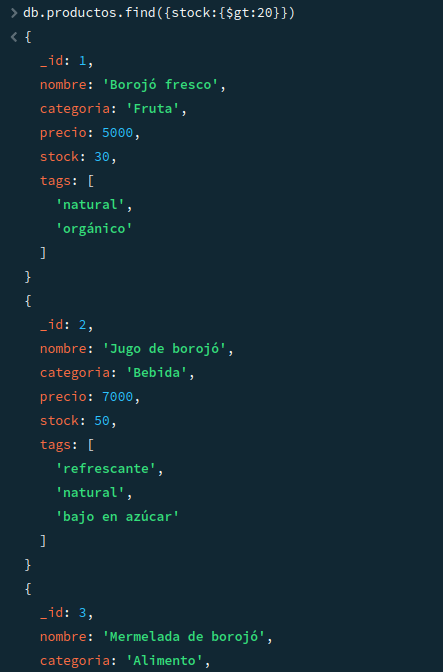 > db.productos.find({stock:{$gt:20}})
< {
_id: 1,
nombre: 'Borojó fresco',
categoria: 'Fruta',
precio: 5000,
stock: 30,
tags: [
'natural',
'orgánico'
]
}
{
_id: 2,
nombre: 'Jugo de borojó',
categoria: 'Bebida',
precio: 7000,
stock: 50,
tags: [
'refrescante',
'natural',
'bajo en azúcar'
]
}
{
_id: 3,
nombre: 'Mermelada de borojó',
categoria: 'Alimento',